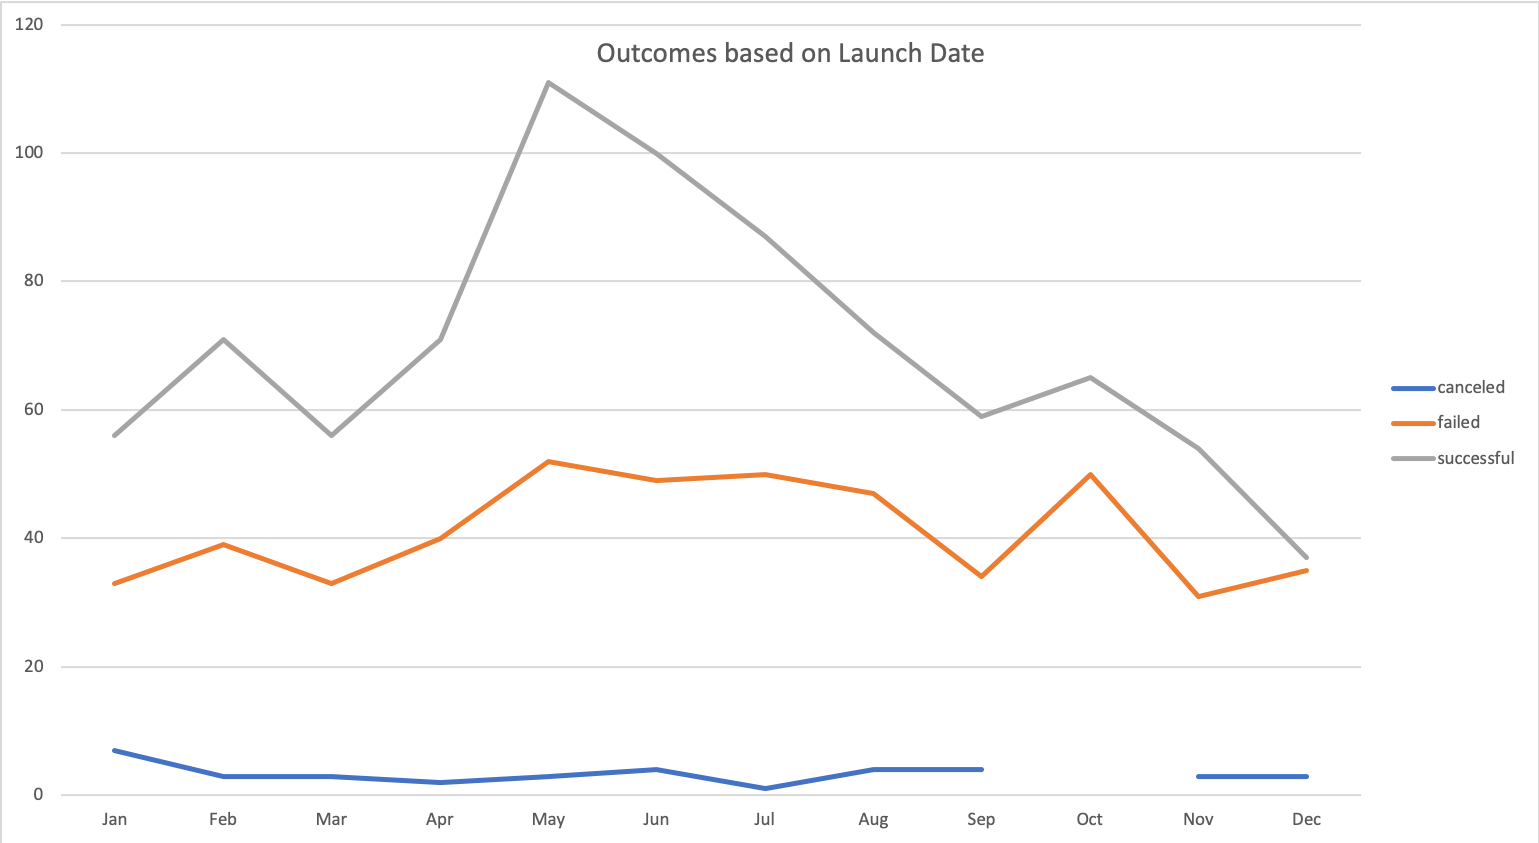 Outcomes based on Launch Date
120
100
80
60
40
20
0
Jan Feb Mar Apr May Jun Jul Aug Sep Oct Nov Dec
canceled
failed
successful